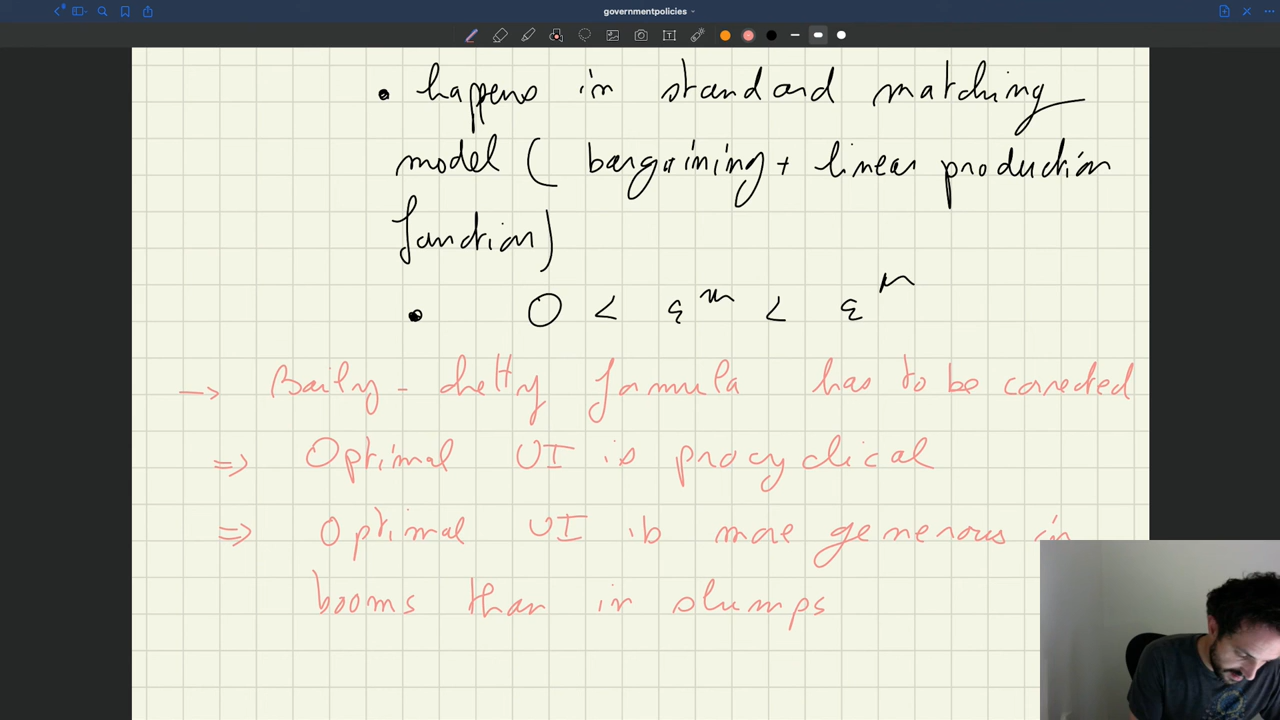 governmentpolicies
• happens in standard matching
model ( bargaining + linear production
function)
• 0 < ε^m < ε^M
→ Baily - chetty formula has to be corrected
⇒ Optimal UI is procyclical
⇒ Optimal UI is more generous in
booms than in slumps